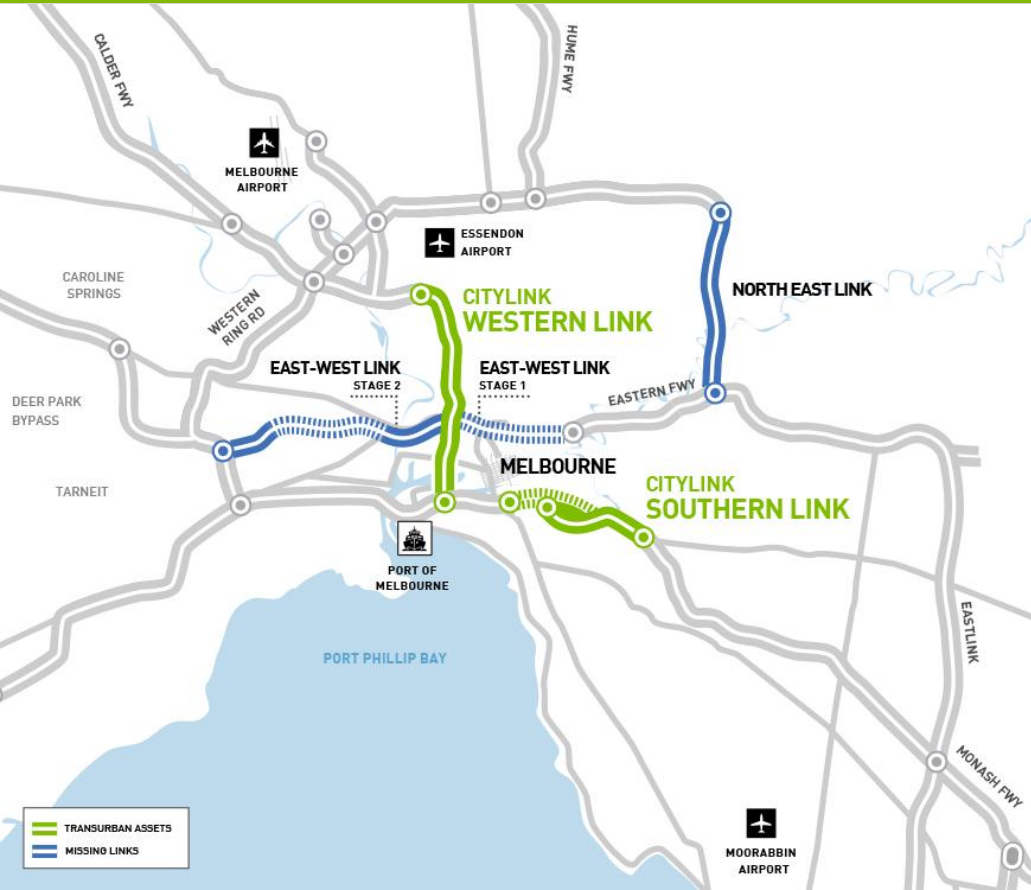 CALDER FWY
HUME FWY
MELBOURNE
AIRPORT
ESSENDON
AIRPORT
CAROLINE
SPRINGS
WESTERN
RING RD
CITYLINK
WESTERN LINK
NORTH EAST LINK
EAST-WEST LINK
STAGE 2
EAST-WEST LINK
STAGE 1
EASTERN FWY
DEER PARK
BYPASS
MELBOURNE
TARNEIT
CITYLINK
SOUTHERN LINK
PORT OF
MELBOURNE
EASTLINK
PORT PHILLIP BAY
MONASH FWY
TRANSURBAN ASSETS
MISSING LINKS
MOORABBIN
AIRPORT